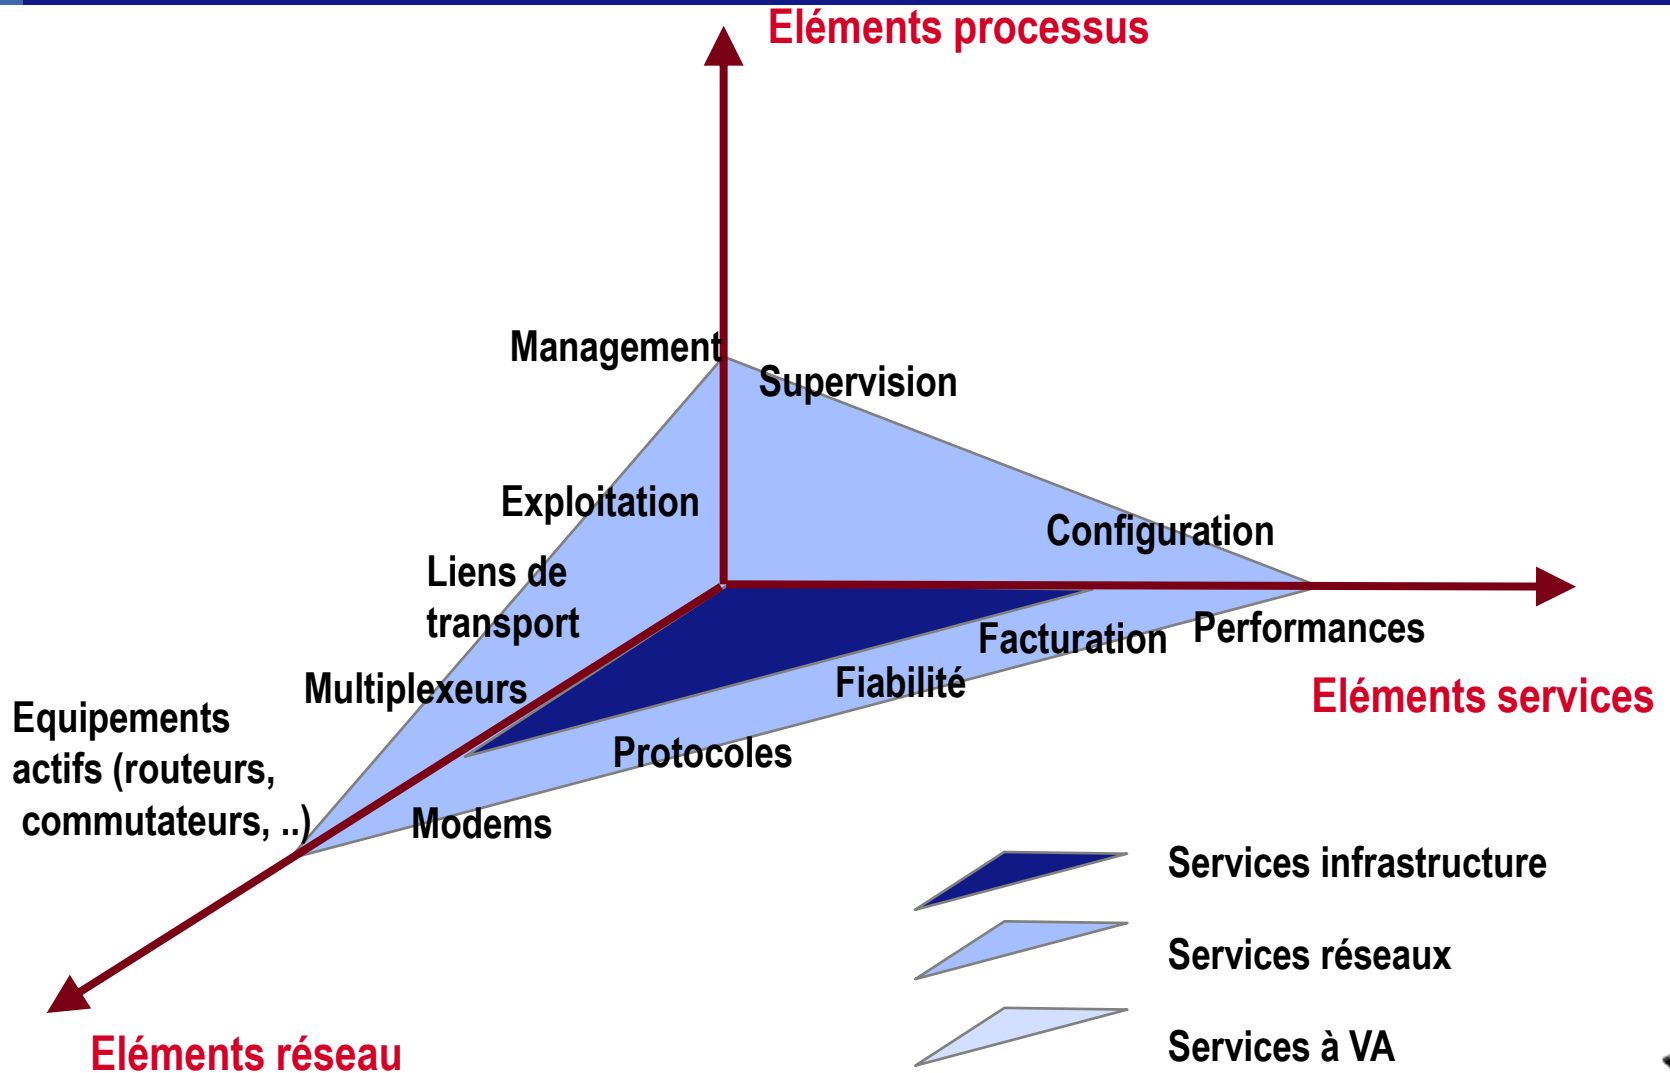 Eléments processus
Management
Supervision
Exploitation
Configuration
Liens de
transport
Performances
Facturation
Fiabilité
Multiplexeurs
Eléments services
Equipements
actifs (routeurs,
commutateurs, ..)
Protocoles
Modems
Services infrastructure
Services réseaux
Services à VA
Eléments réseau